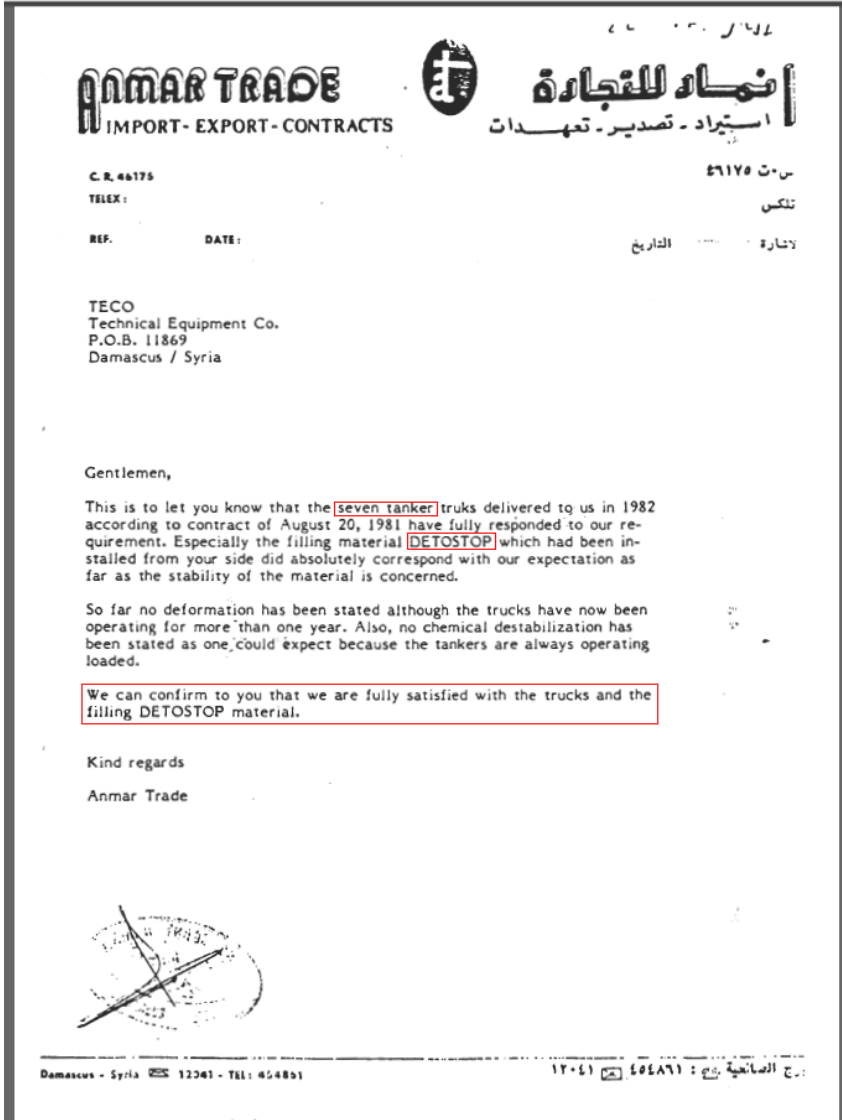 ANMAR TRADE
IMPORT - EXPORT - CONTRACTS
انمار للتجارة
استيراد - تصدير - تعهدات
C. R. 46175
TELEX :
REF. DATE :
س.ت ٤٦١٧٥
تلكس
التاريخ
TECO
Technical Equipment Co.
P.O.B. 11869
Damascus / Syria
Gentlemen,
This is to let you know that the seven tanker truks delivered to us in 1982
according to contract of August 20, 1981 have fully responded to our re-
quirement. Especially the filling material DETOSTOP which had been in-
stalled from your side did absolutely correspond with our expectation as
far as the stability of the material is concerned.
So far no deformation has been stated although the trucks have now been
operating for more than one year. Also, no chemical destabilization has
been stated as one could expect because the tankers are always operating
loaded.
We can confirm to you that we are fully satisfied with the trucks and the
filling DETOSTOP material.
Kind regards
Anmar Trade
Damascus - Syria 12041 - TEL : 454861
١٢٠٤١ ٤٥٤٨٦١ :